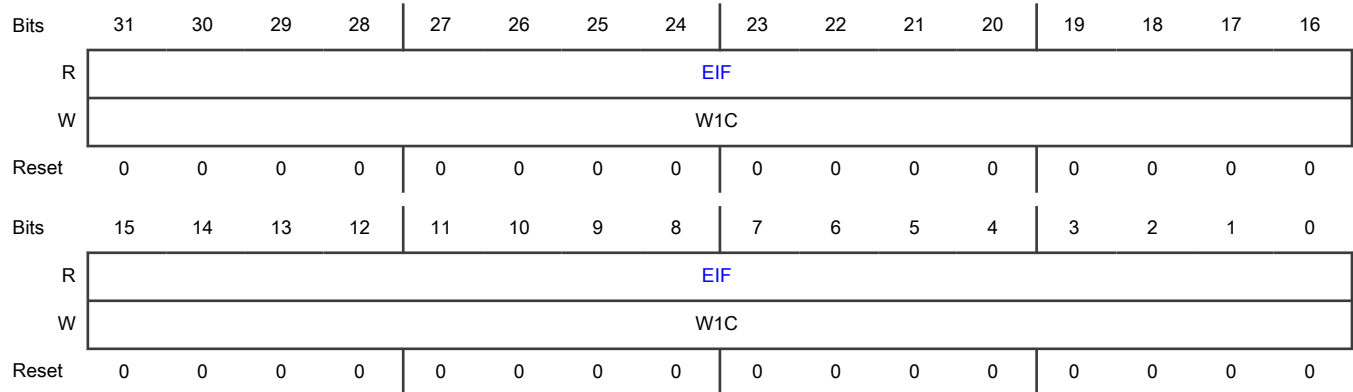 Bits 31 30 29 28 27 26 25 24 23 22 21 20 19 18 17 16
R EIF
W W1C
Reset 0 0 0 0 0 0 0 0 0 0 0 0 0 0 0 0
Bits 15 14 13 12 11 10 9 8 7 6 5 4 3 2 1 0
R EIF
W W1C
Reset 0 0 0 0 0 0 0 0 0 0 0 0 0 0 0 0